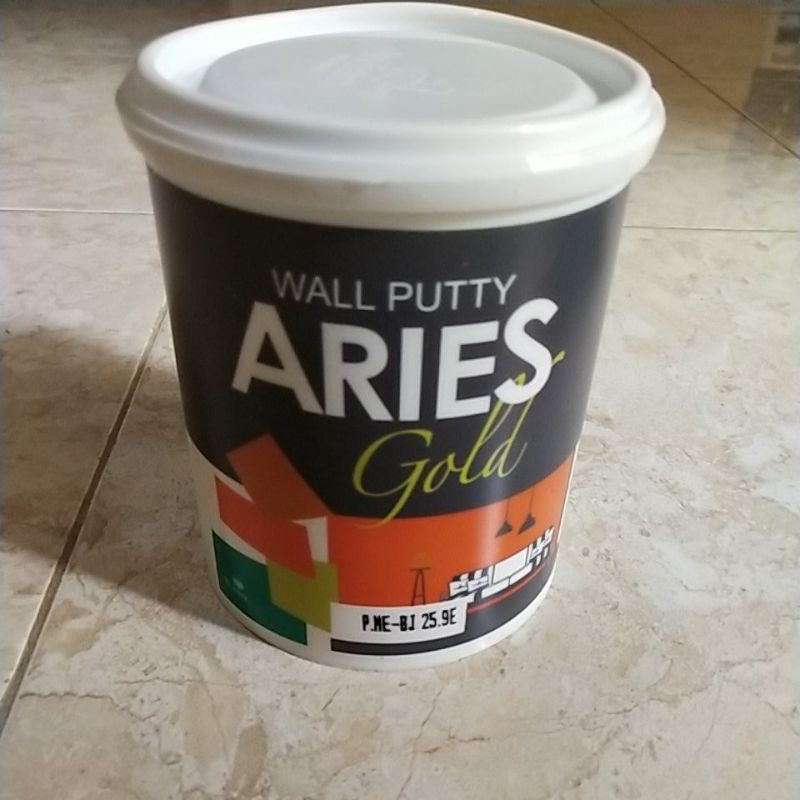 WALL PUTTY
ARIES
Gold
P.ME-BJ 25.9E